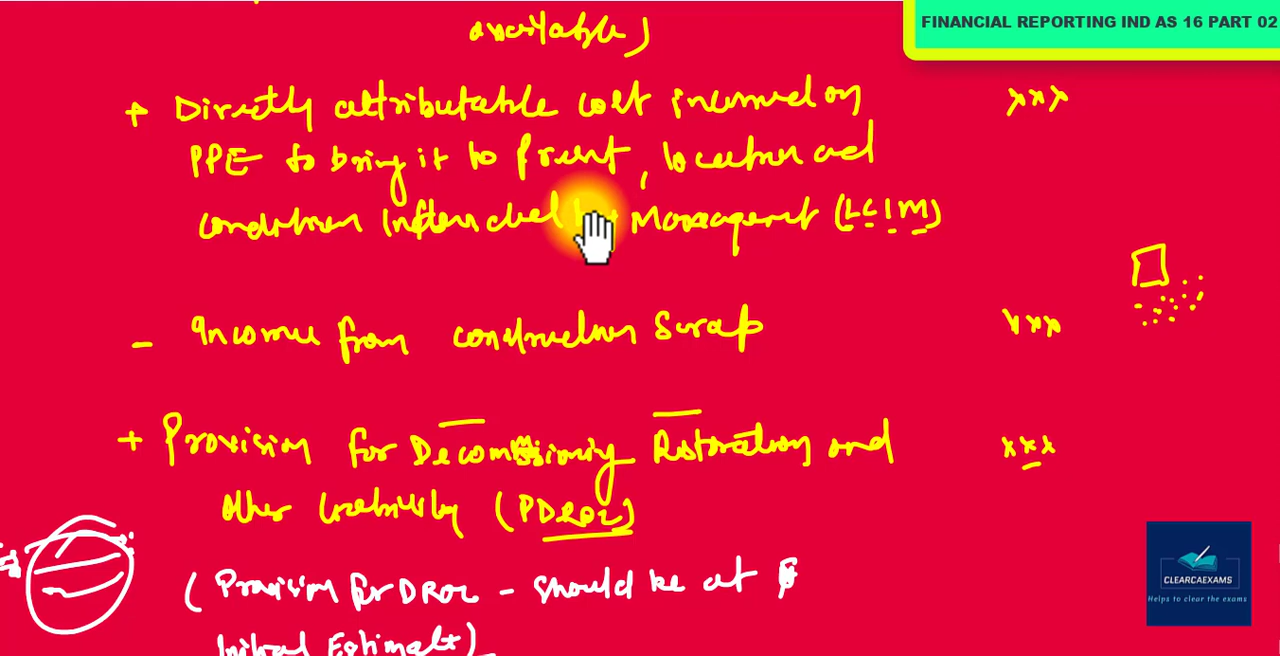 FINANCIAL REPORTING IND AS 16 PART 02
available)
+ Directly attributable cost incurred on xxx
PPE to bring it to Present, location and
condition Management (LCIM)
- Income from construction Scrap xxx
+ Provision for Decommissioning Restoration and xxx
other liability (PDROL)
(Provision for DROL - should be at
Initial Estimate)
CLEARCAEXAMS
Helps to clear the exams